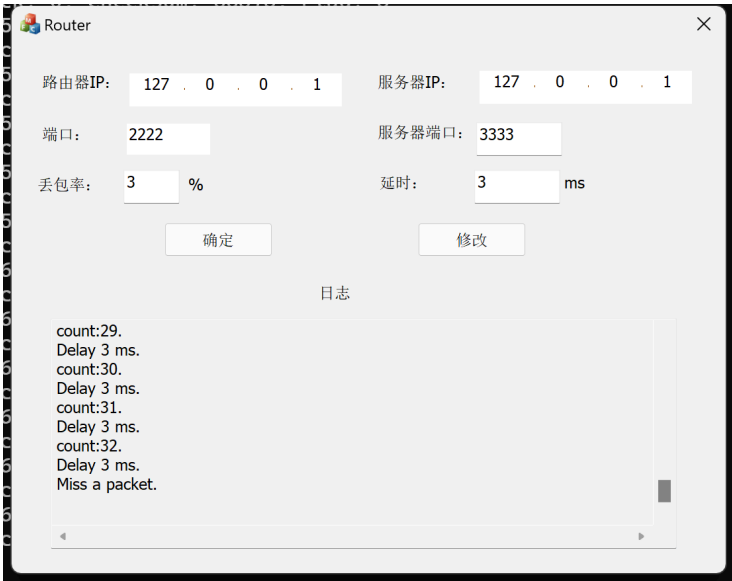 Router
路由器IP: 127 . 0 . 0 . 1 服务器IP: 127 . 0 . 0 . 1
端口: 2222 服务器端口: 3333
丢包率: 3 % 延时: 3 ms
确定 修改
日志
count:29.
Delay 3 ms.
count:30.
Delay 3 ms.
count:31.
Delay 3 ms.
count:32.
Delay 3 ms.
Miss a packet.